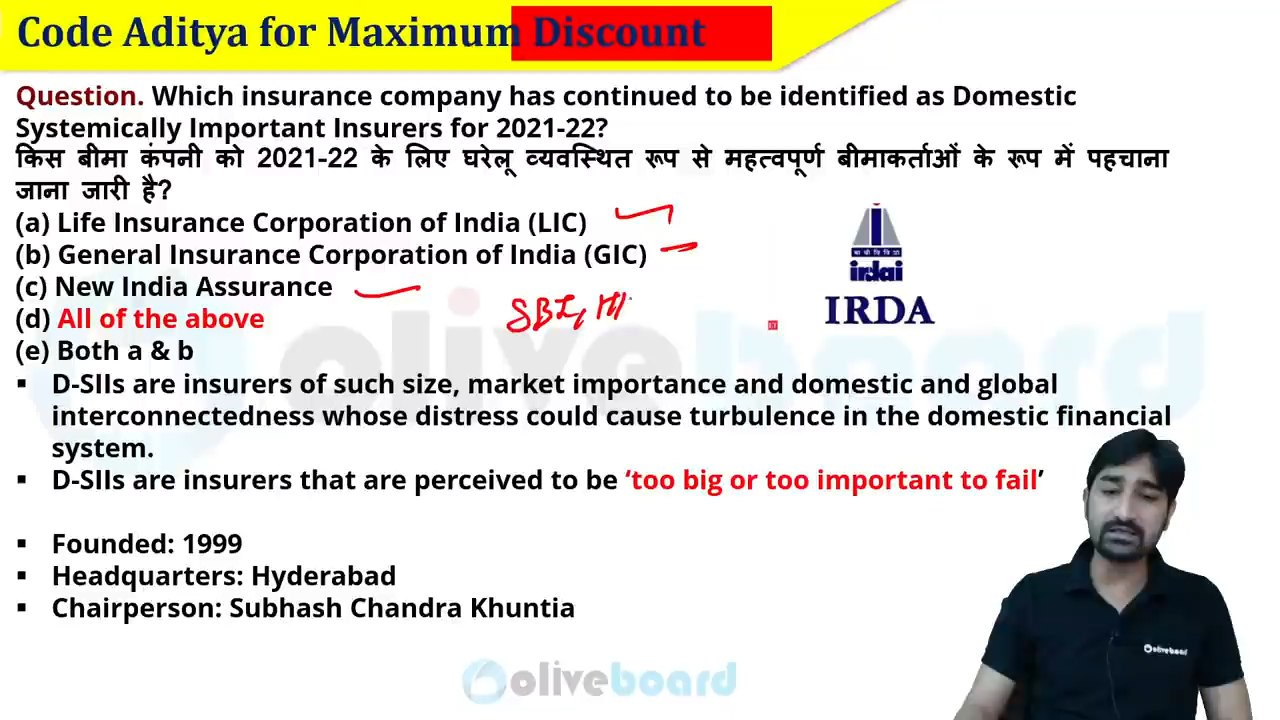 Code Aditya for Maximum Discount
Question. Which insurance company has continued to be identified as Domestic
Systemically Important Insurers for 2021-22?
किस बीमा कंपनी को 2021-22 के लिए घरेलू व्यवस्थित रूप से महत्वपूर्ण बीमाकर्ताओं के रूप में पहचाना
जाना जारी है?
(a) Life Insurance Corporation of India (LIC)
(b) General Insurance Corporation of India (GIC)
(c) New India Assurance
(d) All of the above
(e) Both a & b
SBI,
irdai
IRDA
▪ D-SIIs are insurers of such size, market importance and domestic and global
interconnectedness whose distress could cause turbulence in the domestic financial
system.
▪ D-SIIs are insurers that are perceived to be ‘too big or too important to fail’
▪ Founded: 1999
▪ Headquarters: Hyderabad
▪ Chairperson: Subhash Chandra Khuntia
oliveboard
oliveboard
oliveboard